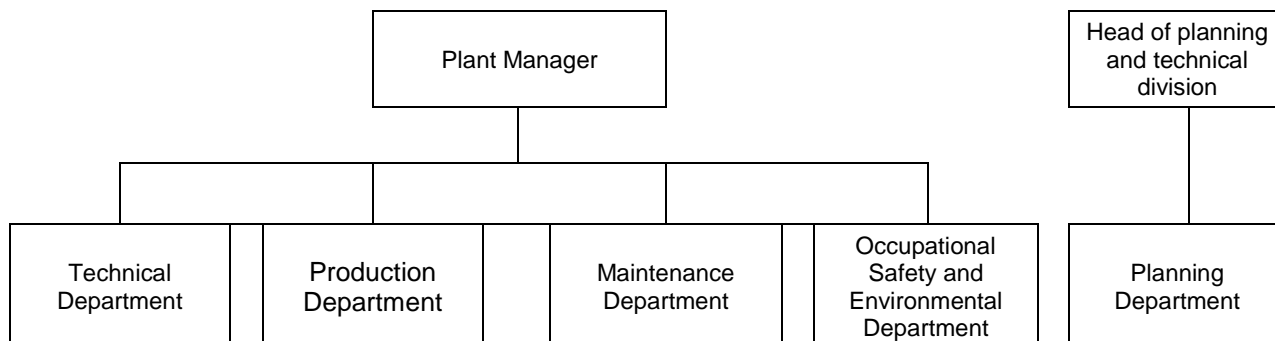 Plant Manager
Head of planning
and technical
division
Technical
Department
Production
Department
Maintenance
Department
Occupational
Safety and
Environmental
Department
Planning
Department